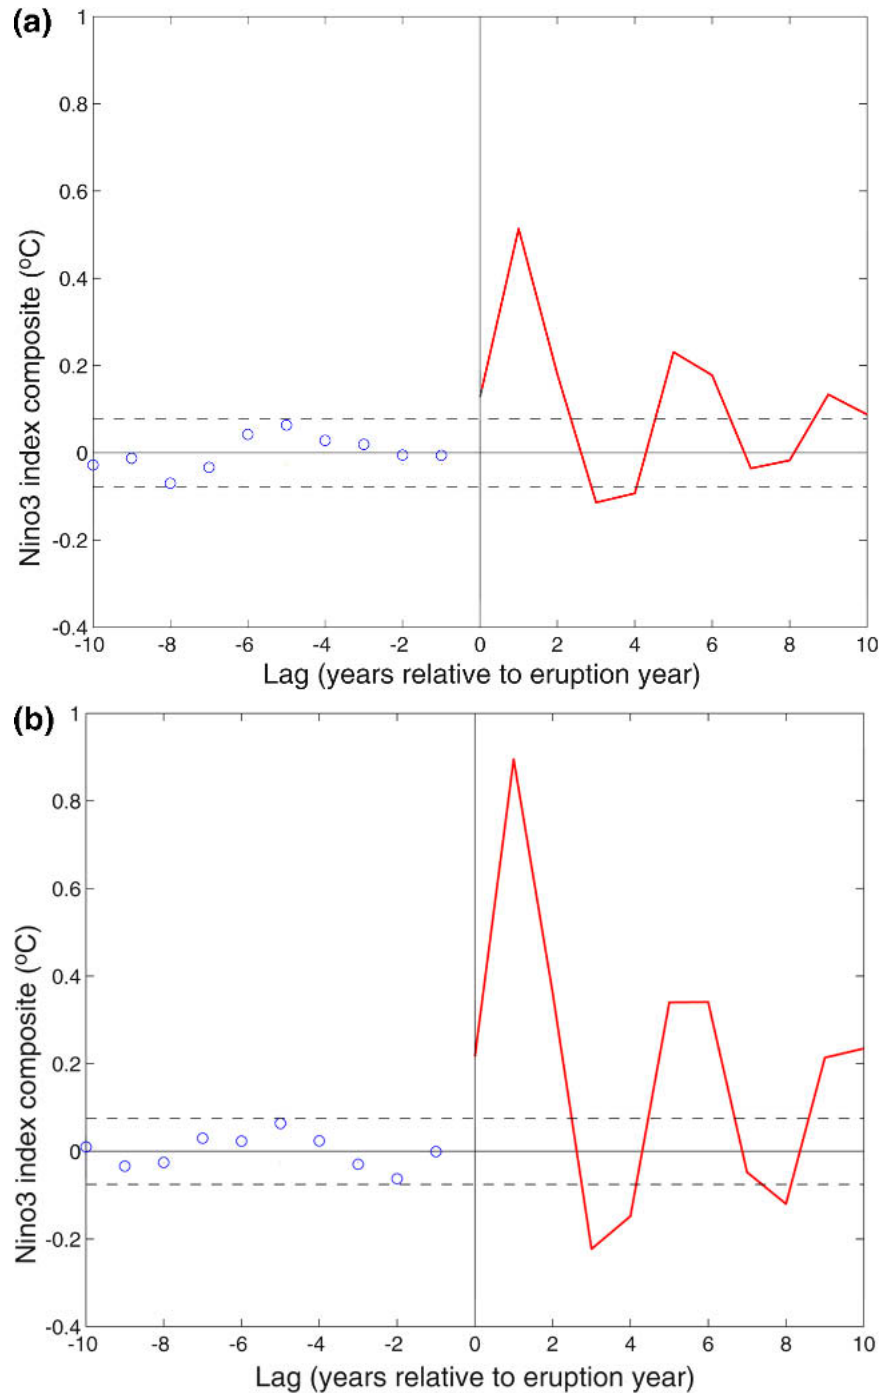 (a)
1
0.8
0.6
0.4
0.2
0
-0.2
-0.4
-10 -8 -6 -4 -2 0 2 4 6 8 10
Nino3 index composite (ºC)
Lag (years relative to eruption year)
(b)
1
0.8
0.6
0.4
0.2
0
-0.2
-0.4
-10 -8 -6 -4 -2 0 2 4 6 8 10
Nino3 index composite (ºC)
Lag (years relative to eruption year)